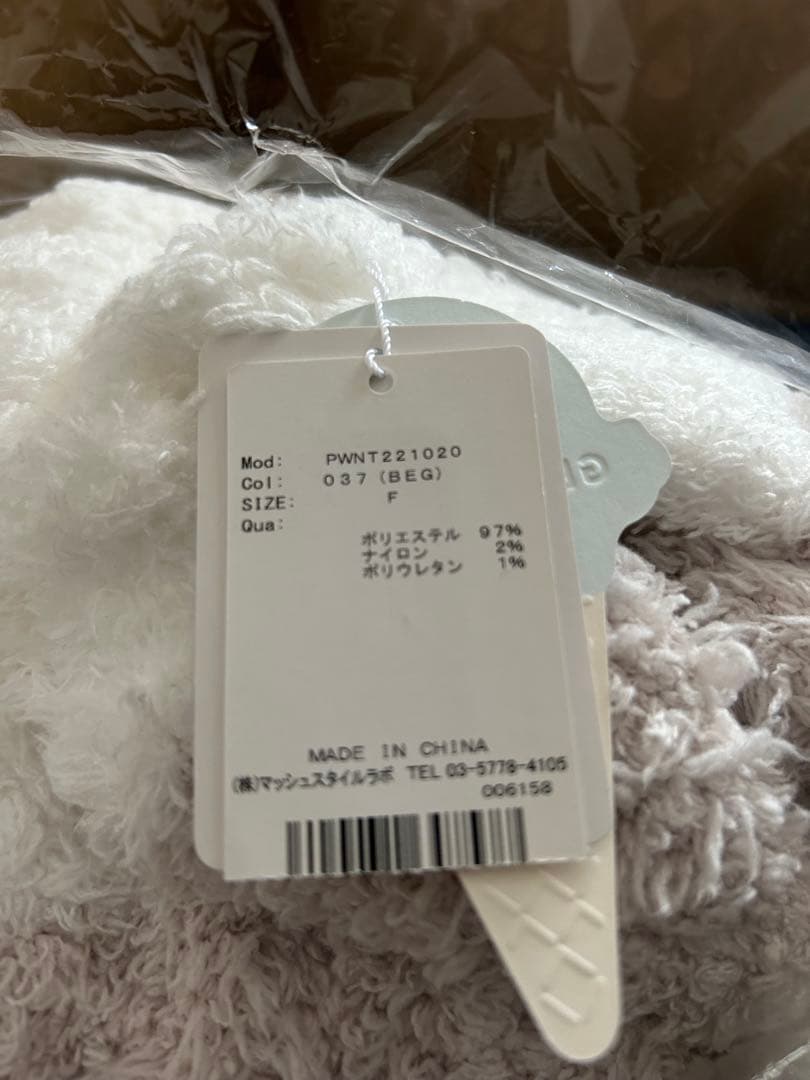 Mod: PWNT221020
Col: 037(BEG)
SIZE: F
Qua:
ポリエステル 97%
ナイロン 2%
ポリウレタン 1%
MADE IN CHINA
(株)マッシュスタイルラボ TEL 03-5778-4105
006158